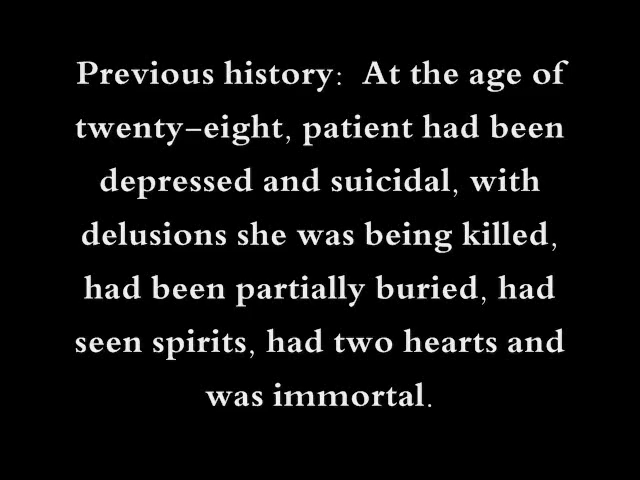 Previous history:  At the age of
twenty-eight, patient had been
depressed and suicidal, with
delusions she was being killed,
had been partially buried, had
seen spirits, had two hearts and
was immortal.